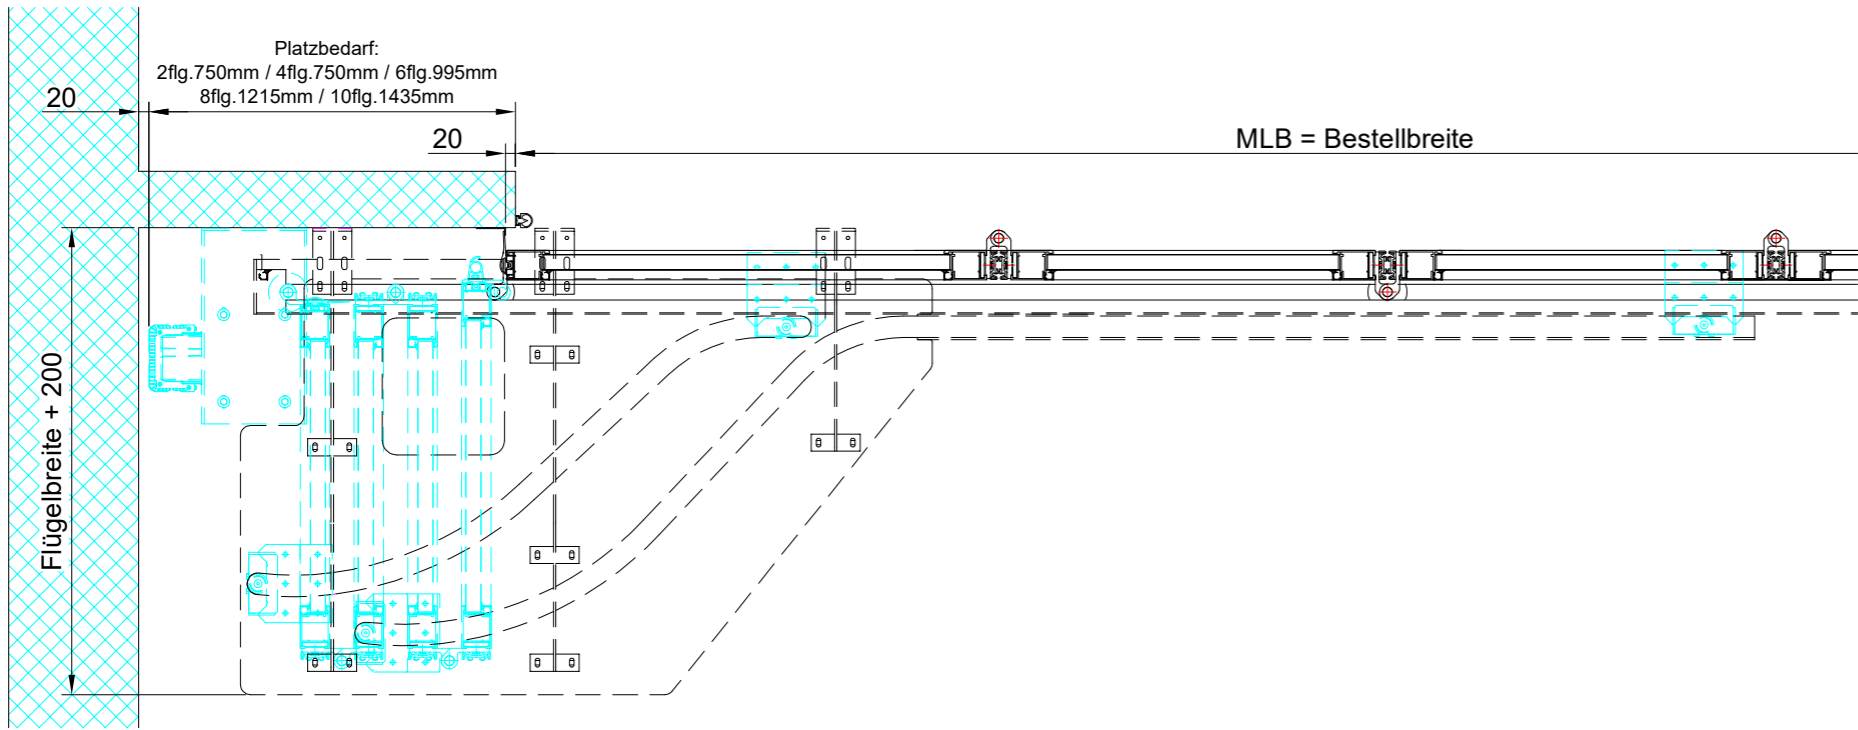 Platzbedarf:
2flg.750mm / 4flg.750mm / 6flg.995mm
8flg.1215mm / 10flg.1435mm
20
20
MLB = Bestellbreite
Flügelbreite + 200